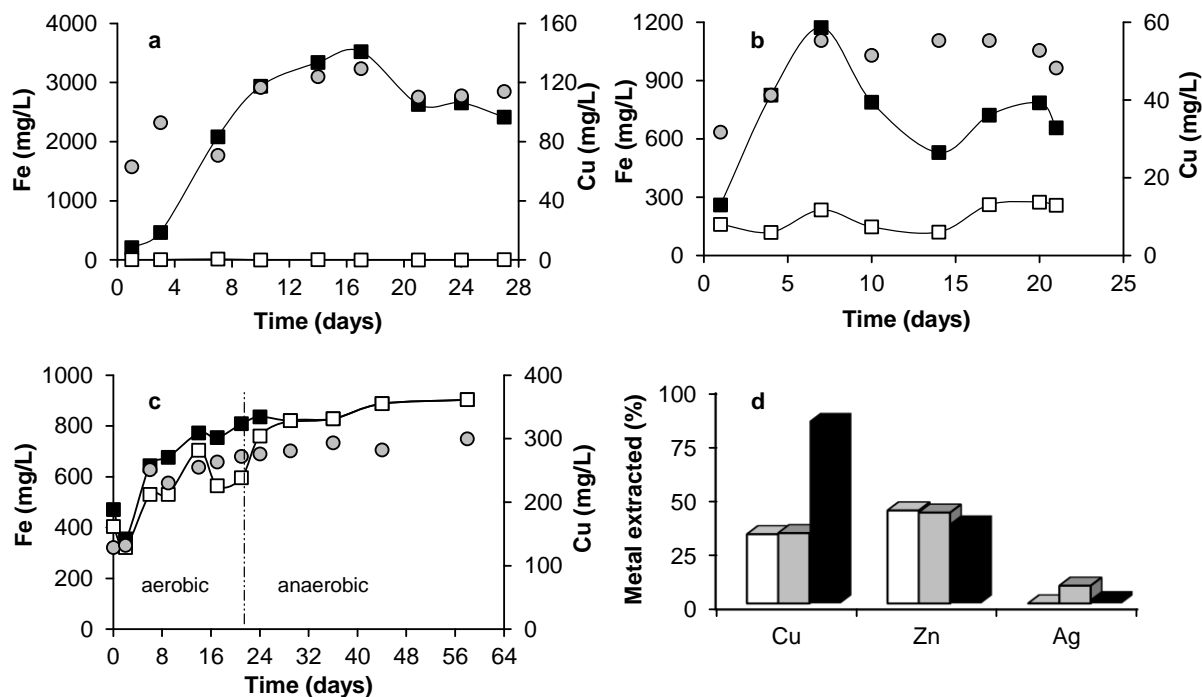 a
Fe (mg/L)
4000
3000
2000
1000
0
Cu (mg/L)
160
120
80
40
0
0 4 8 12 16 20 24 28
Time (days)
b
Fe (mg/L)
1200
900
600
300
0
Cu (mg/L)
60
40
20
0
0 5 10 15 20 25
Time (days)
c
Fe (mg/L)
1000
800
600
400
200
0
Cu (mg/L)
400
300
200
100
0
aerobic anaerobic
0 8 16 24 32 40 48 56 64
Time (days)
d
Metal extracted (%)
100
75
50
25
0
Cu Zn Ag